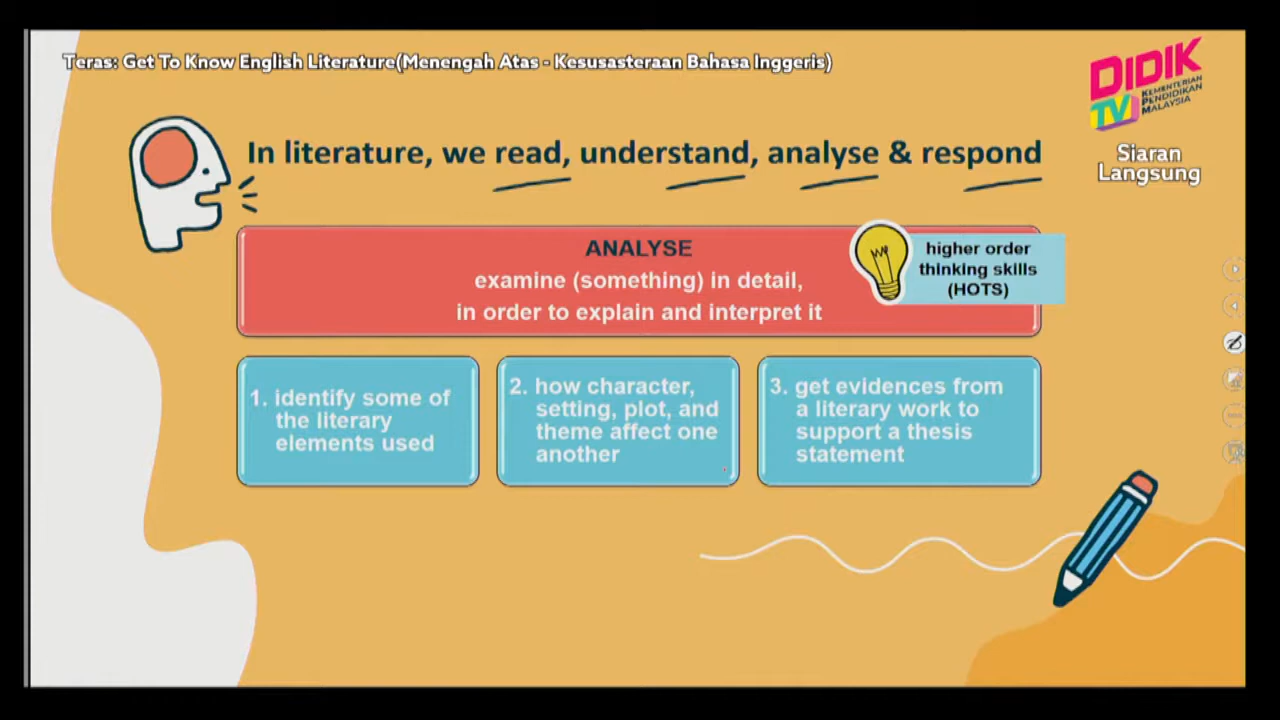 Teras: Get To Know English Literature(Menengah Atas - Kesusasteraan Bahasa Inggeris)
DIDIK
TV
KEMENTERIAN
PENDIDIKAN
MALAYSIA
Siaran
Langsung
In literature, we read, understand, analyse & respond
ANALYSE
examine (something) in detail,
in order to explain and interpret it
higher order
thinking skills
(HOTS)
1. identify some of
the literary
elements used
2. how character,
setting, plot, and
theme affect one
another
3. get evidences from
a literary work to
support a thesis
statement